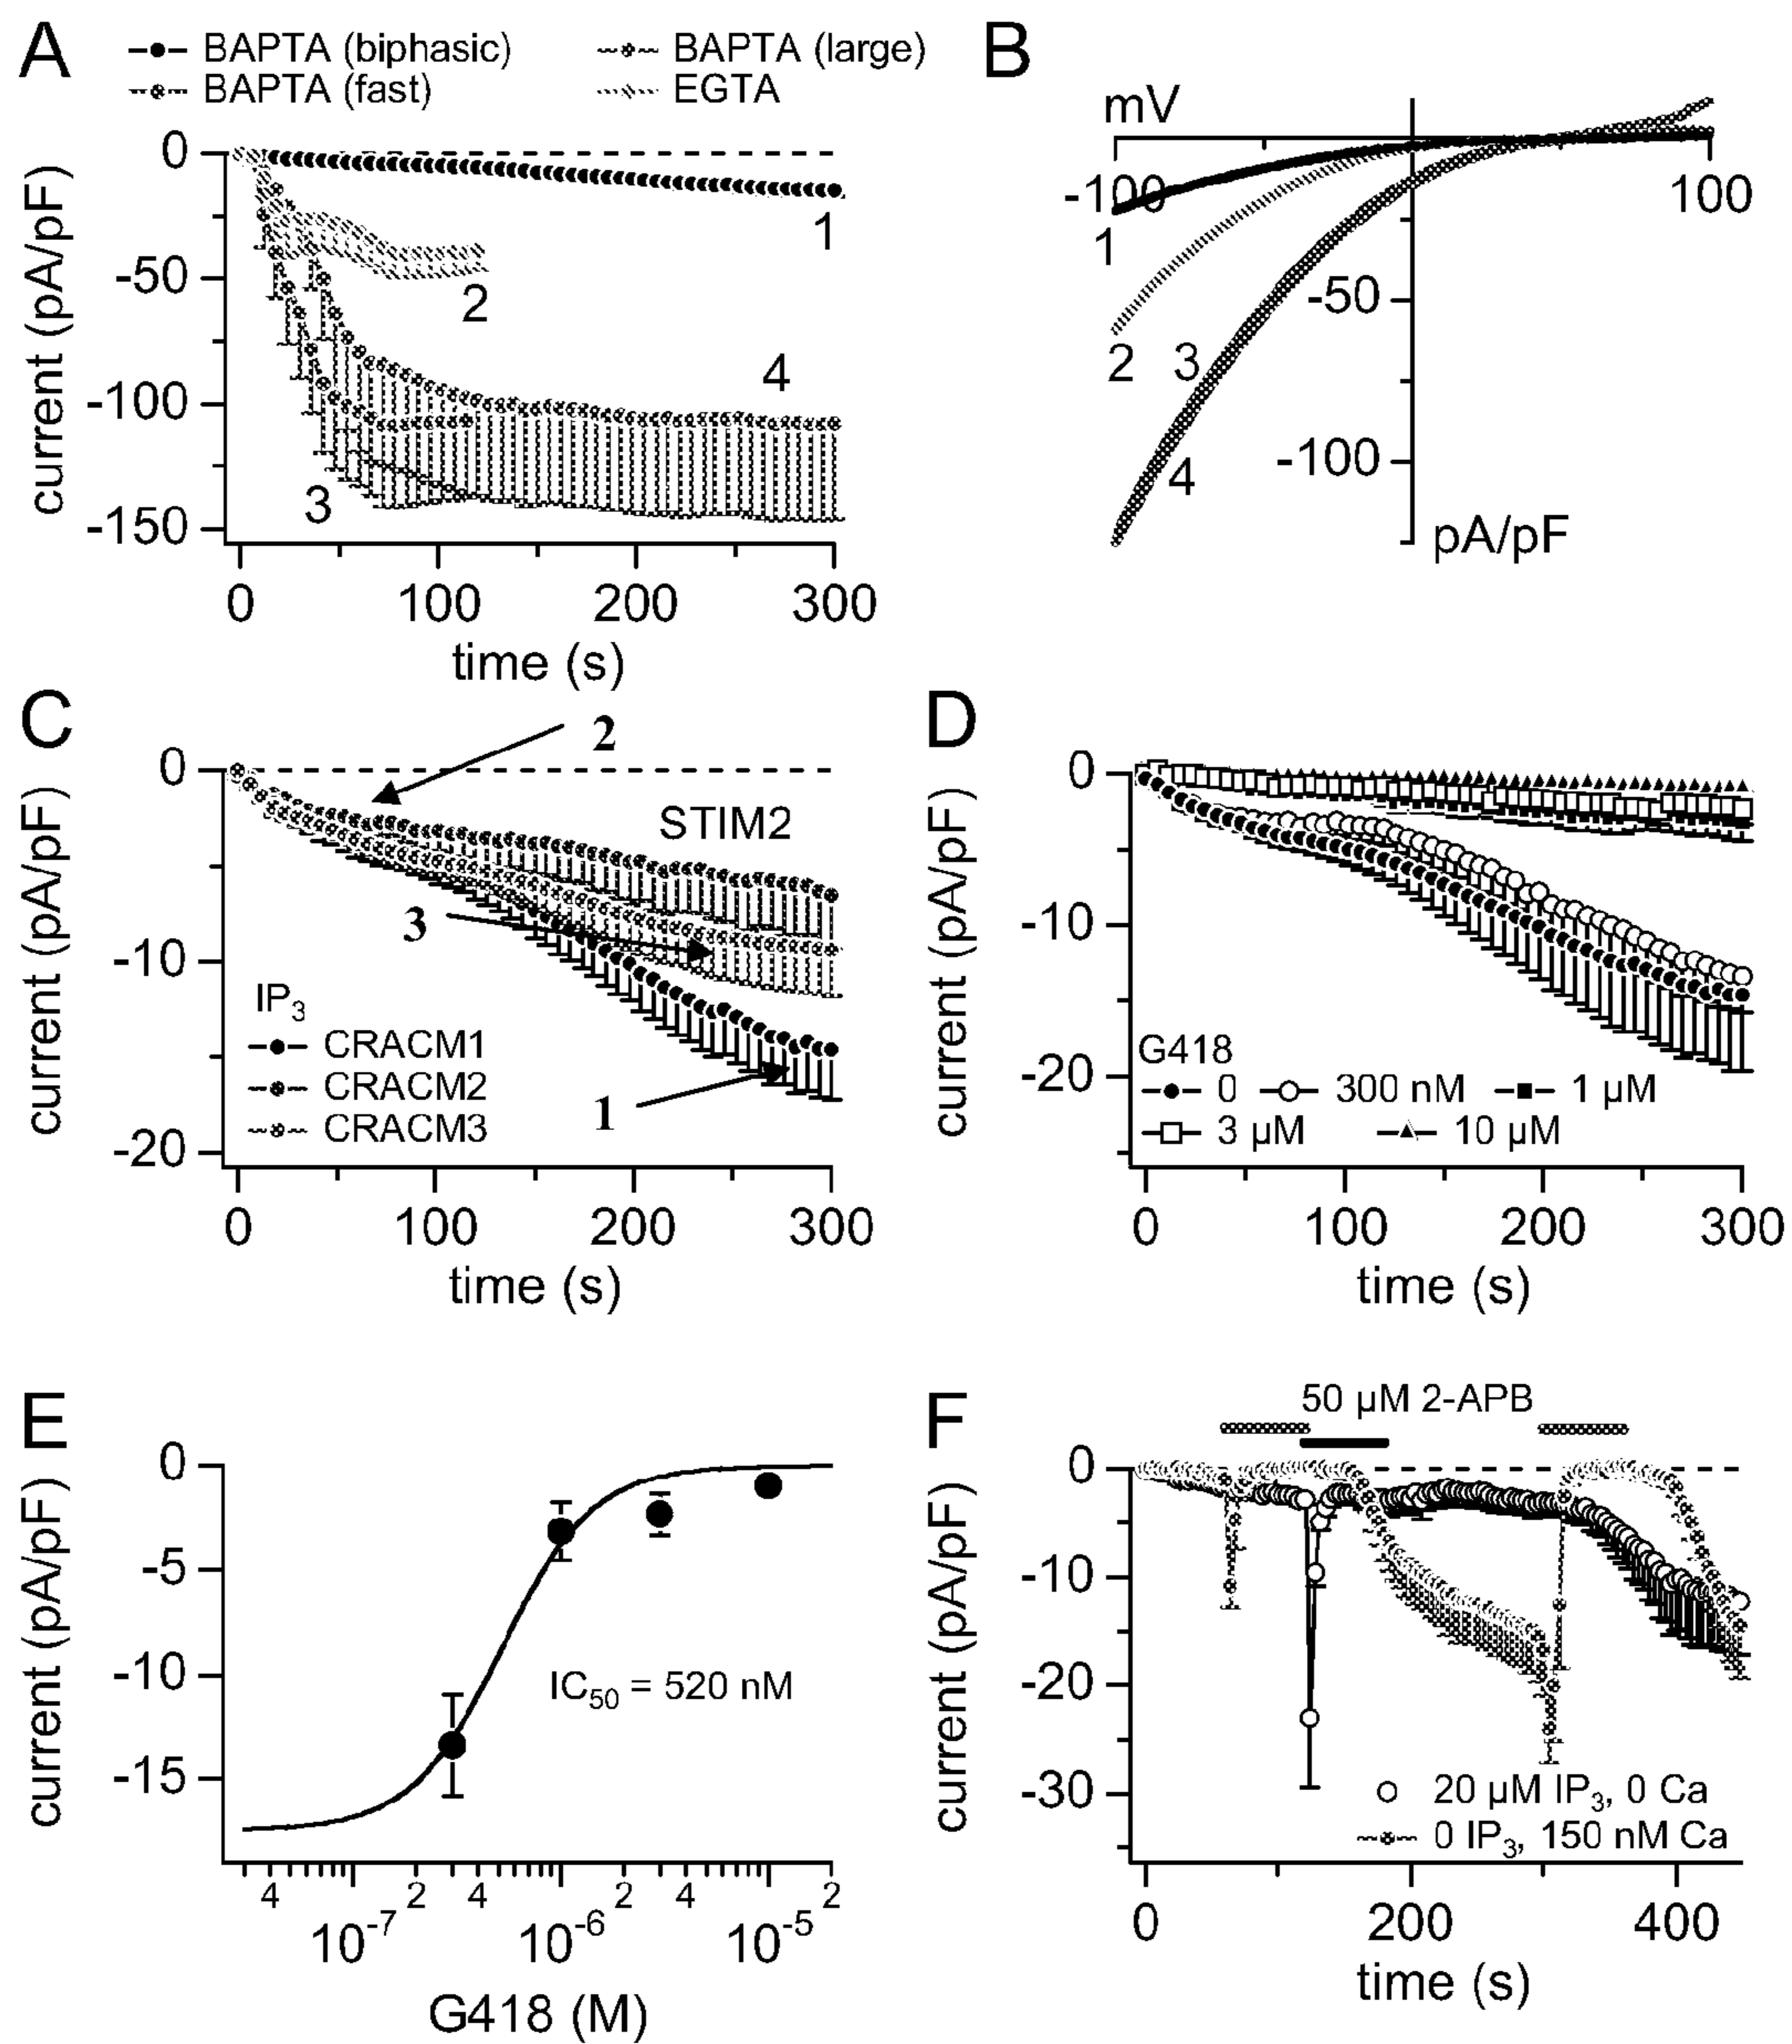 A
BAPTA (biphasic)
BAPTA (large)
BAPTA (fast)
EGTA
0
-50
-100
-150
current (pA/pF)
1
2
4
3
0 100 200 300
time (s)
B
mV
-100
100
1
2
3
4
-50
-100
pA/pF
C
2
0
-10
-20
current (pA/pF)
STIM2
3
IP3
CRACM1
CRACM2
CRACM3
1
0 100 200 300
time (s)
D
0
-10
-20
current (pA/pF)
G418
0 300 nM 1 µM
3 µM 10 µM
0 100 200 300
time (s)
E
0
-5
-10
-15
current (pA/pF)
IC50 = 520 nM
4 2 4 2 4 2
10-7 10-6 10-5
G418 (M)
F
50 µM 2-APB
0
-10
-20
-30
current (pA/pF)
20 µM IP3, 0 Ca
0 IP3, 150 nM Ca
0 200 400
time (s)